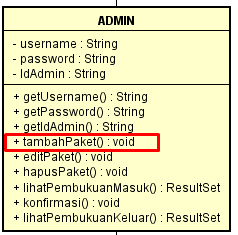 ADMIN
- username : String
- password : String
- IdAdmin : String
+ getUsername() : String
+ getPassword() : String
+ getIdAdmin() : String
+ tambahPaket() : void
+ editPaket() : void
+ hapusPaket() : void
+ lihatPembukuanMasuk() : ResultSet
+ konfirmasi() : void
+ lihatPembukuanKeluar() : ResultSet